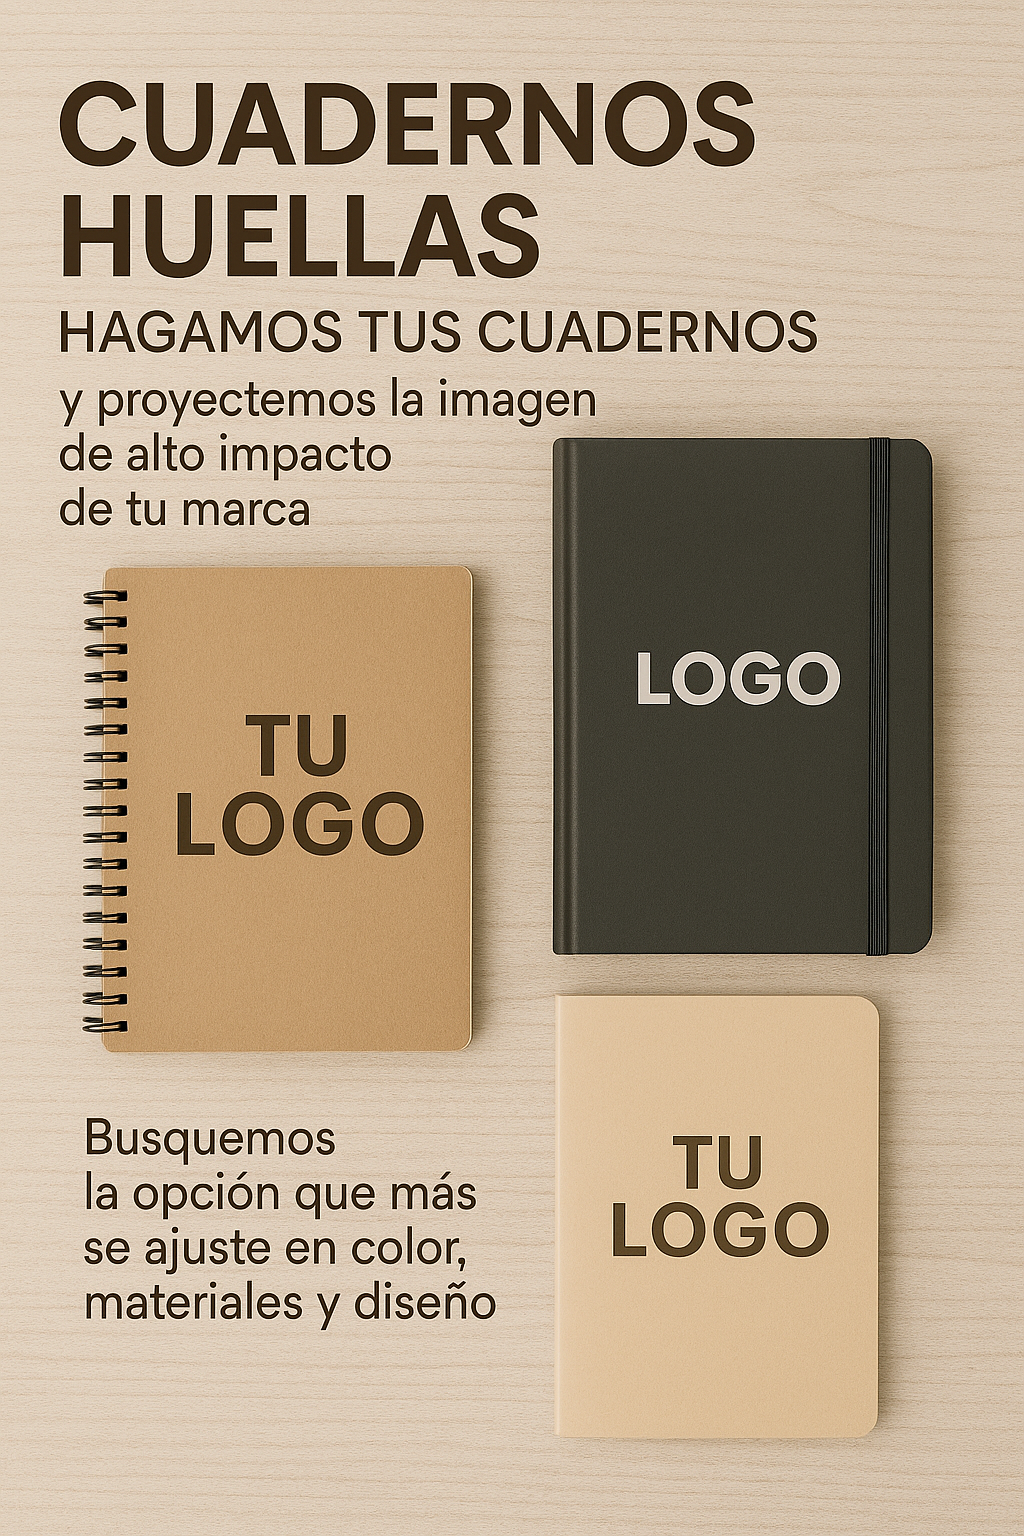 CUADERNOS
HUELLAS
HAGAMOS TUS CUADERNOS
y proyectemos la imagen
de alto impacto
de tu marca
LOGO
TU
LOGO
Busquemos
la opción que más
se ajuste en color,
materiales y diseño
TU
LOGO